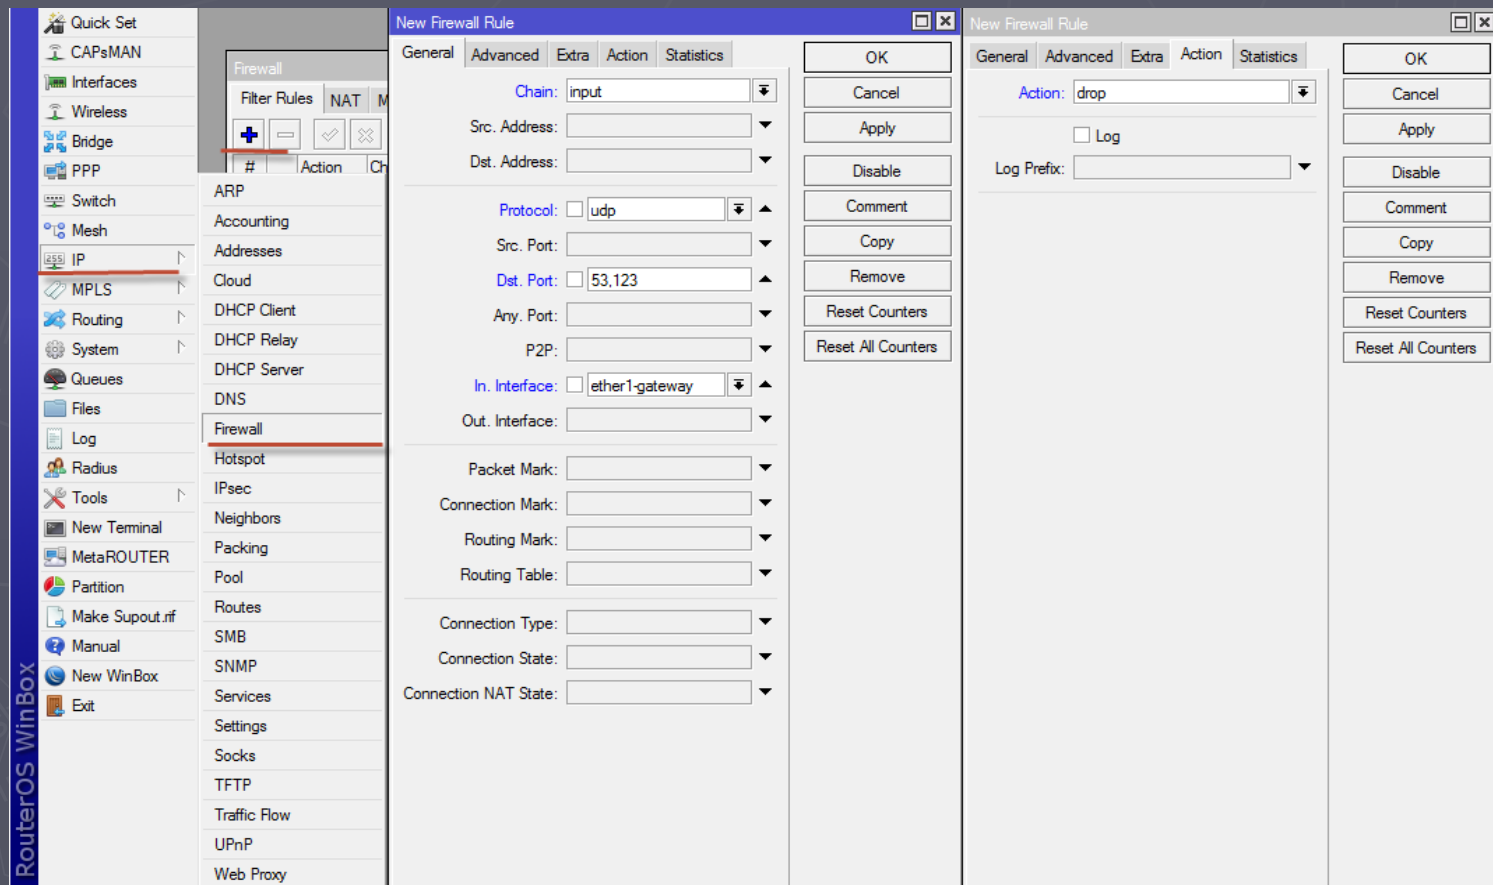 RouterOS WinBox
Quick Set
CAPsMAN
Interfaces
Wireless
Bridge
PPP
Switch
Mesh
255 IP
MPLS
Routing
System
Queues
Files
Log
Radius
Tools
New Terminal
MetaROUTER
Partition
Make Supout.rif
Manual
New WinBox
Exit
Firewall
Filter Rules NAT M
# Action Ch
ARP
Accounting
Addresses
Cloud
DHCP Client
DHCP Relay
DHCP Server
DNS
Firewall
Hotspot
IPsec
Neighbors
Packing
Pool
Routes
SMB
SNMP
Services
Settings
Socks
TFTP
Traffic Flow
UPnP
Web Proxy
New Firewall Rule
General Advanced Extra Action Statistics
Chain: input
Src. Address:
Dst. Address:
Protocol: udp
Src. Port:
Dst. Port: 53,123
Any. Port:
P2P:
In. Interface: ether1-gateway
Out. Interface:
Packet Mark:
Connection Mark:
Routing Mark:
Routing Table:
Connection Type:
Connection State:
Connection NAT State:
OK
Cancel
Apply
Disable
Comment
Copy
Remove
Reset Counters
Reset All Counters
New Firewall Rule
General Advanced Extra Action Statistics
Action: drop
Log
Log Prefix:
OK
Cancel
Apply
Disable
Comment
Copy
Remove
Reset Counters
Reset All Counters